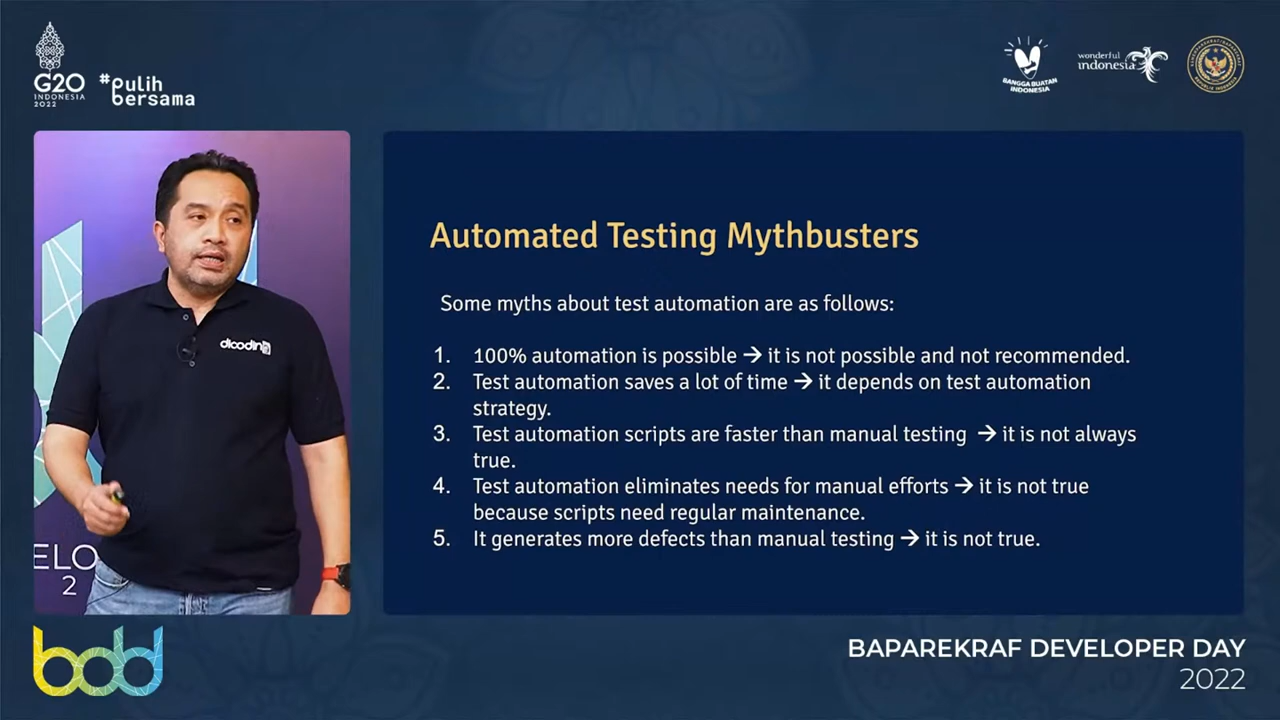 G20
INDONESIA
2022
#pulih
bersama
BANGGA BUATAN
INDONESIA
wonderful
indonesia
dicoding
ELO
2
Automated Testing Mythbusters
Some myths about test automation are as follows:
1. 100% automation is possible → it is not possible and not recommended.
2. Test automation saves a lot of time → it depends on test automation
strategy.
3. Test automation scripts are faster than manual testing → it is not always
true.
4. Test automation eliminates needs for manual efforts → it is not true
because scripts need regular maintenance.
5. It generates more defects than manual testing → it is not true.
bdd
BAPAREKRAF DEVELOPER DAY
2022